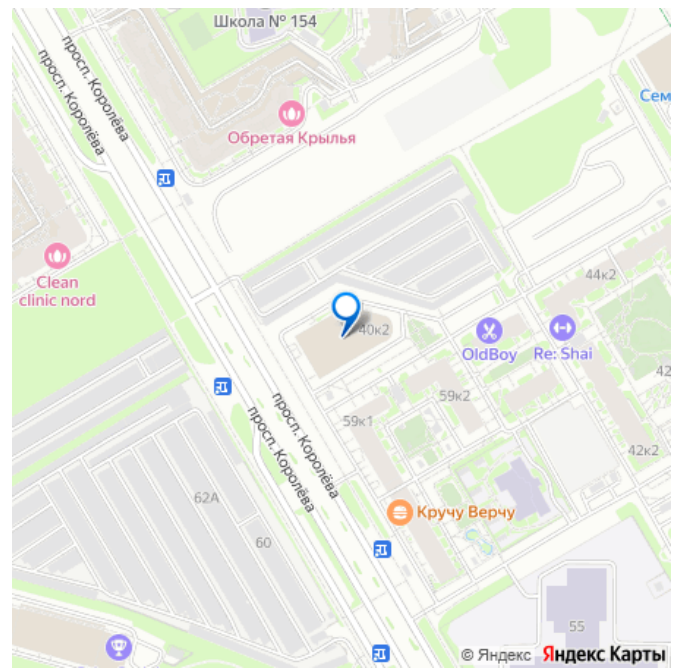 Школа № 154
просп. Королёва
просп. Королёва
Сем
Обретая Крылья
Clean
clinic nord
44к2
40к2
OldBoy
Re: Shai
42
59к2
59к1
просп. Королёва
просп. Королёва
42к2
62А
Кручу Верчу
60
55
© Яндекс Яндекс Карты